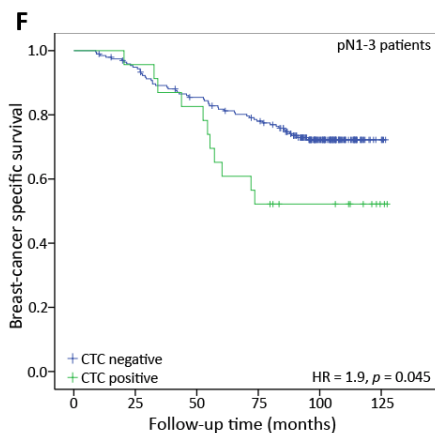 F
pN1-3 patients
1.0
0.8
0.6
0.4
0.2
0.0
Breast-cancer specific survival
CTC negative
CTC positive
HR = 1.9, p = 0.045
0 25 50 75 100 125
Follow-up time (months)